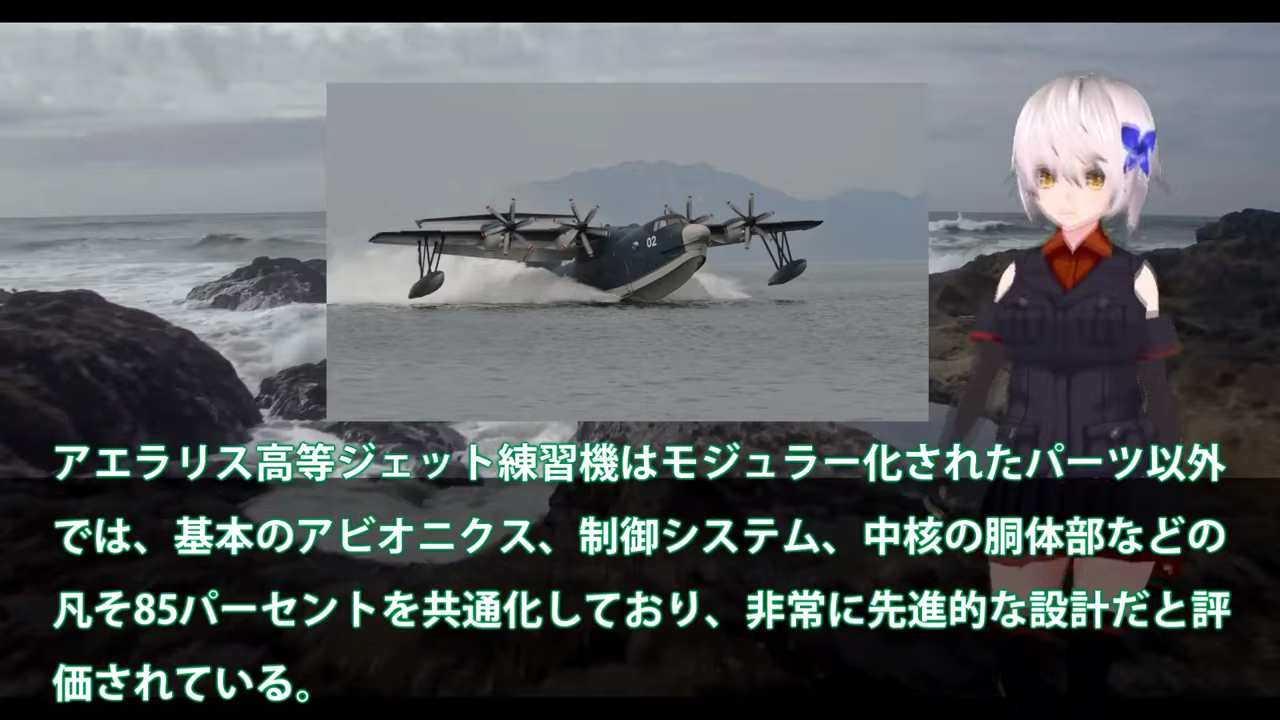 02
アエラリス高等ジェット練習機はモジュラー化されたパーツ以外
では、基本のアビオニクス、制御システム、中核の胴体部などの
凡そ85パーセントを共通化しており、非常に先進的な設計だと評
価されている。